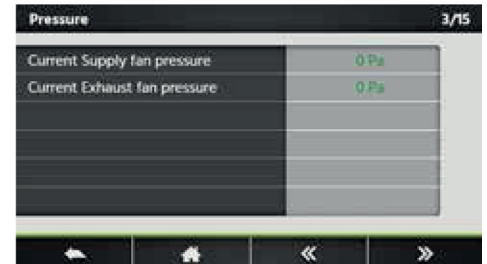 Pressure 3/15
Current Supply fan pressure 0 Pa
Current Exhaust fan pressure 0 Pa